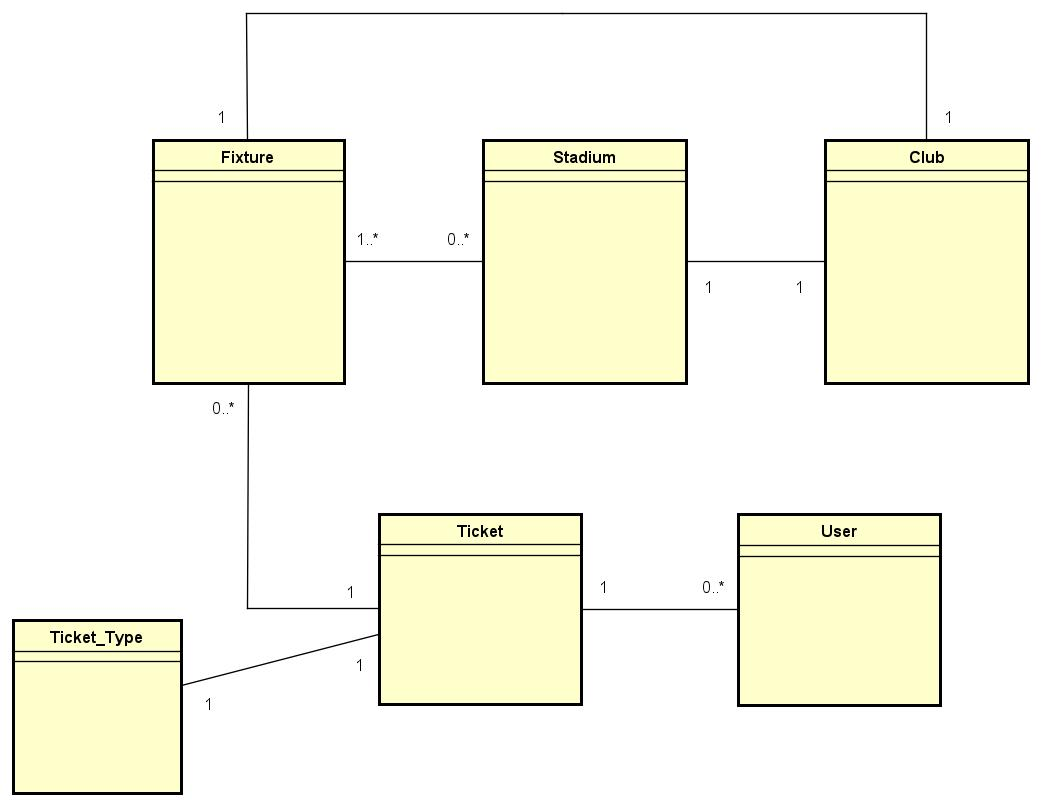 1
1
Fixture
Stadium
Club
1..*
0..*
1
1
0..*
Ticket
User
1
1
0..*
Ticket_Type
1
1